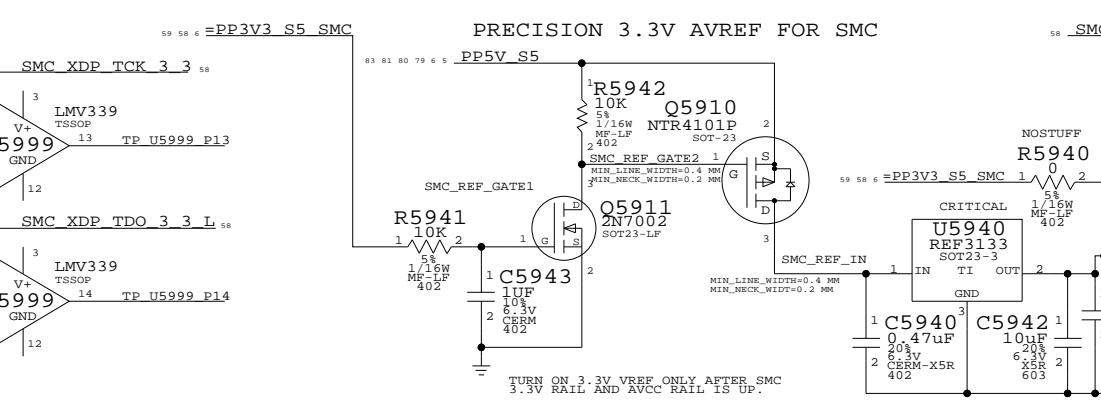 PRECISION 3.3V AVREF FOR SMC
59 58 6 =PP3V3_S5_SMC
58 SMC
83 81 80 79 6 5 PP5V_S5
SMC_XDP_TCK_3_3 58
3
V+
5999
GND
12
LMV339
TSSOP
13 TP_U5999_P13
SMC_XDP_TDO_3_3_L 58
3
V+
5999
GND
12
LMV339
TSSOP
14 TP_U5999_P14
1
R5942
10K
5%
1/16W
MF-LF
402
2
Q5910
NTR4101P
SOT-23
2
SMC_REF_GATE2 1
MIN_LINE_WIDTH=0.4 MM
MIN_NECK_WIDTH=0.2 MM
G
S
D
3
SMC_REF_GATE1
R5941
1 10K 2
5%
1/16W
MF-LF
402
3
Q5911
2N7002
SOT23-LF
1 G
D
S
2
1 C5943
1UF
10%
6.3V
2 CERM
402
TURN ON 3.3V VREF ONLY AFTER SMC
3.3V RAIL AND AVCC RAIL IS UP.
SMC_REF_IN
MIN_LINE_WIDTH=0.4 MM
MIN_NECK_WIDT=0.2 MM
NOSTUFF
R5940
59 58 6 =PP3V3_S5_SMC 1 0 2
5%
1/16W
MF-LF
402
CRITICAL
U5940
REF3133
SOT23-3
1 IN TI OUT 2
GND
3
1 C5940
0.47uF
20%
6.3V
2 CERM-X5R
402
C5942 1
10uF
20%
6.3V
X5R 2
603